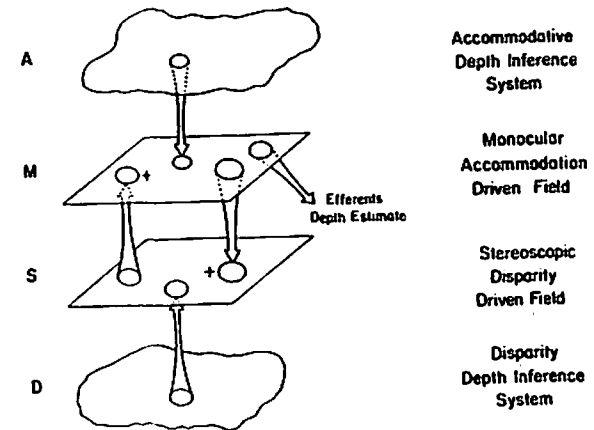 A
Accommodative
Depth Inference
System
M
+
Monocular
Accommodation
Driven Field
Efferents
Depth Estimate
S
+
Stereoscopic
Disparity
Driven Field
D
Disparity
Depth Inference
System